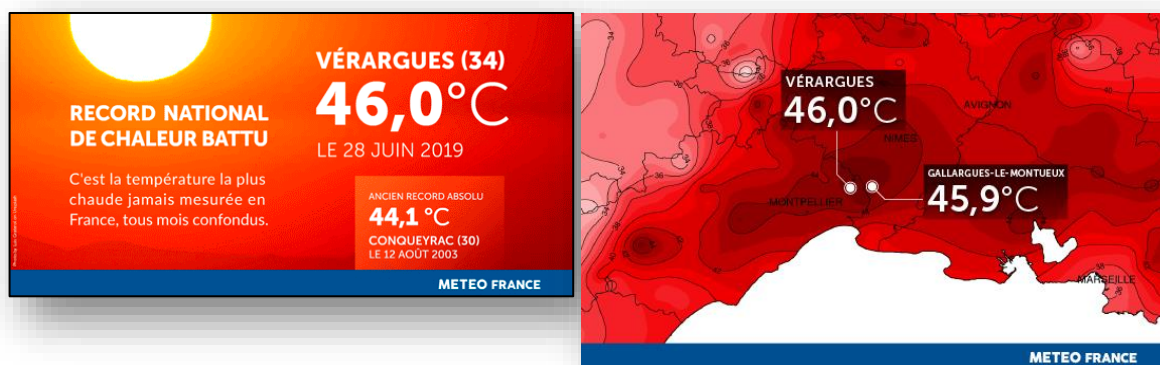 RECORD NATIONAL
DE CHALEUR BATTU
C'est la température la plus
chaude jamais mesurée en
France, tous mois confondus.
VÉRARGUES (34)
46,0°C
LE 28 JUIN 2019
ANCIEN RECORD ABSOLU
44,1 °C
CONQUEYRAC (30)
LE 12 AOÛT 2003
METEO FRANCE
VÉRARGUES
46,0°C
AVIGNON
NIMES
GALLARGUES-LE-MONTUEUX
45,9°C
MONTPELLIER
MARSEILLE
METEO FRANCE